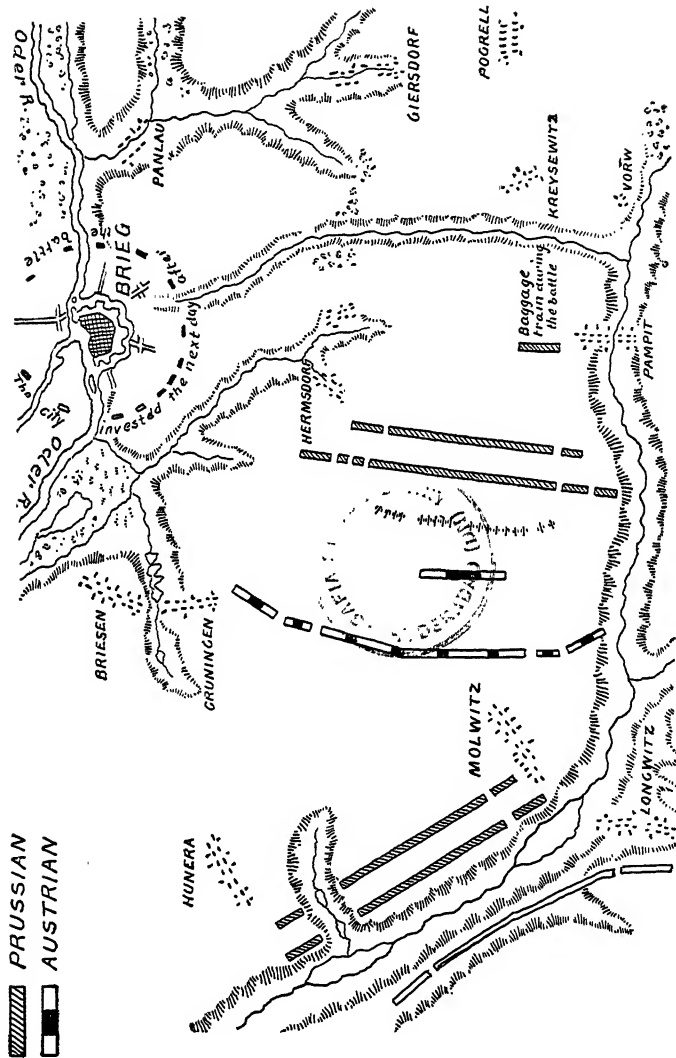 PRUSSIAN
AUSTRIAN
HUNERA
BRIESEN
GRUNINGEN
MOLWITZ
LONGWITZ
Oder R.
Oder R.
BRIEG
invested the next day
after
the
battle
HERMSDORF
PANLAU
GIERSDORF
POGRELL
KREYSEWITZ
VORW
Baggage
train during
the battle
PAMPIT